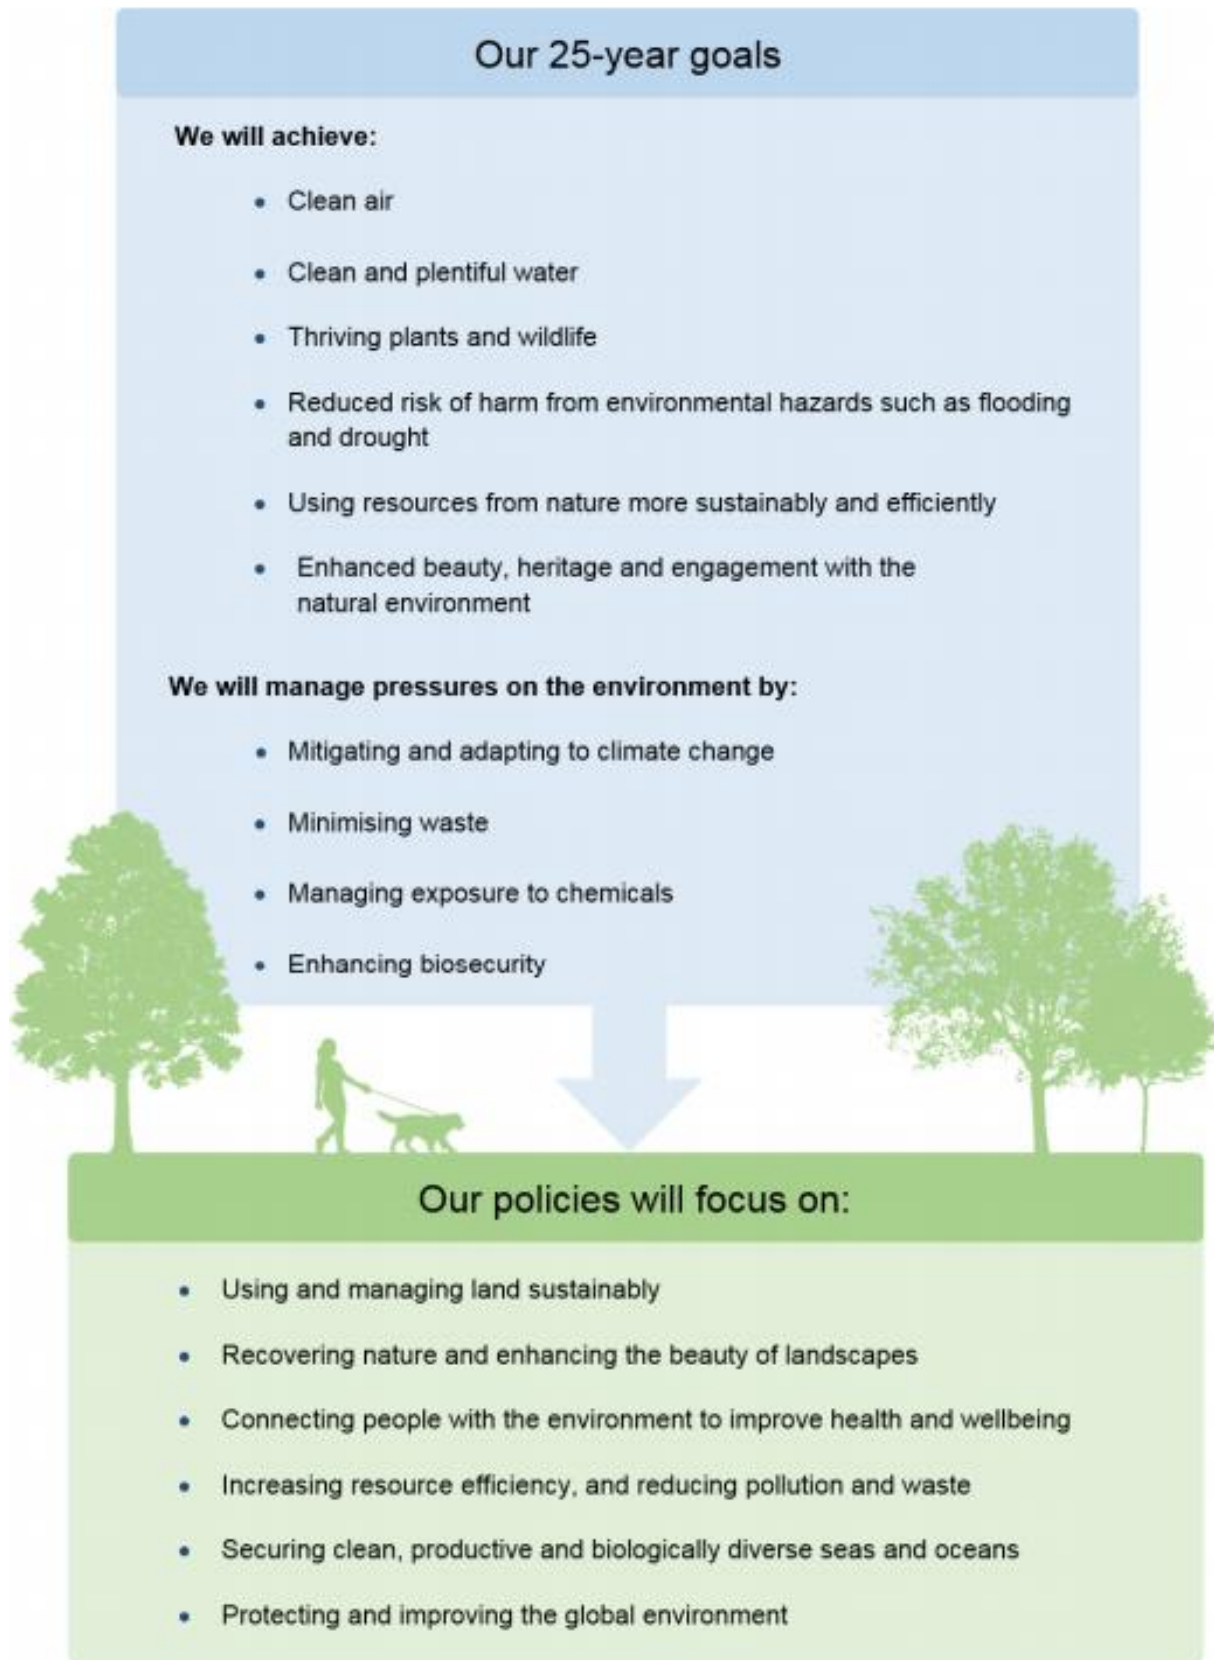 Our 25-year goals
We will achieve:
• Clean air
• Clean and plentiful water
• Thriving plants and wildlife
• Reduced risk of harm from environmental hazards such as flooding
and drought
• Using resources from nature more sustainably and efficiently
• Enhanced beauty, heritage and engagement with the
natural environment
We will manage pressures on the environment by:
• Mitigating and adapting to climate change
• Minimising waste
• Managing exposure to chemicals
• Enhancing biosecurity
Our policies will focus on:
• Using and managing land sustainably
• Recovering nature and enhancing the beauty of landscapes
• Connecting people with the environment to improve health and wellbeing
• Increasing resource efficiency, and reducing pollution and waste
• Securing clean, productive and biologically diverse seas and oceans
• Protecting and improving the global environment